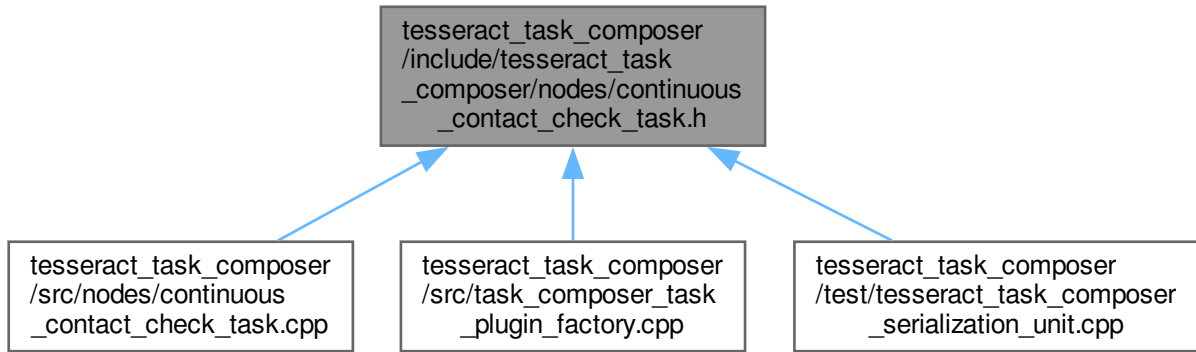 tesseract_task_composer
/include/tesseract_task
_composer/nodes/continuous
_contact_check_task.h
tesseract_task_composer
/src/nodes/continuous
_contact_check_task.cpp
tesseract_task_composer
/src/task_composer_task
_plugin_factory.cpp
tesseract_task_composer
/test/tesseract_task_composer
_serialization_unit.cpp